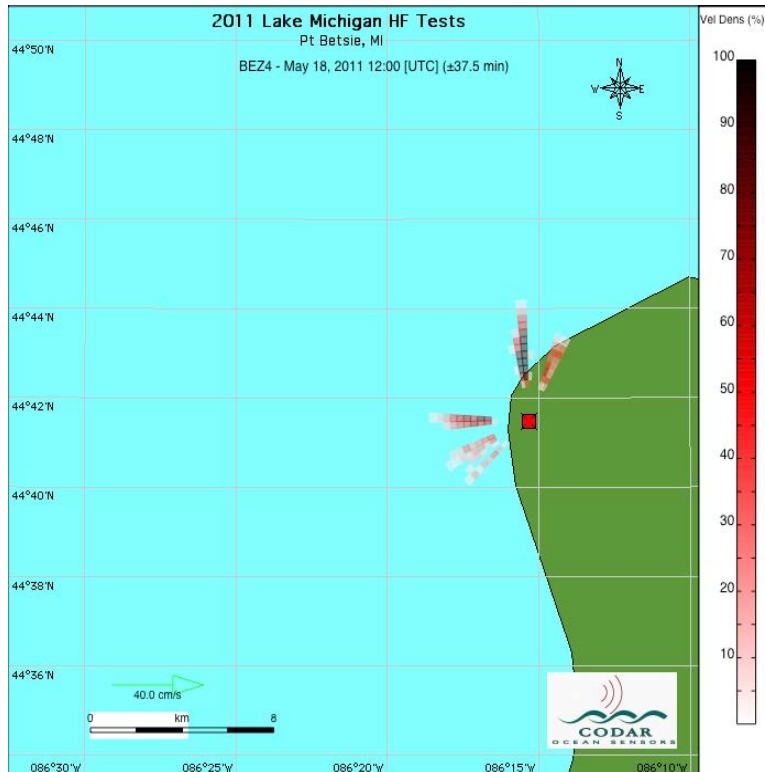 2011 Lake Michigan HF Tests
Pt Betsie, MI
BEZ4 - May 18, 2011 12:00 [UTC] (±37.5 min)
Vel Dens (%)
N
W E
S
44°50'N
44°48'N
44°46'N
44°44'N
44°42'N
44°40'N
44°38'N
44°36'N
100
90
80
70
60
50
40
30
20
10
40.0 cm/s
0 km 8
CODAR
OCEAN SENSORS
086°30'W 086°25'W 086°20'W 086°15'W 086°10'W